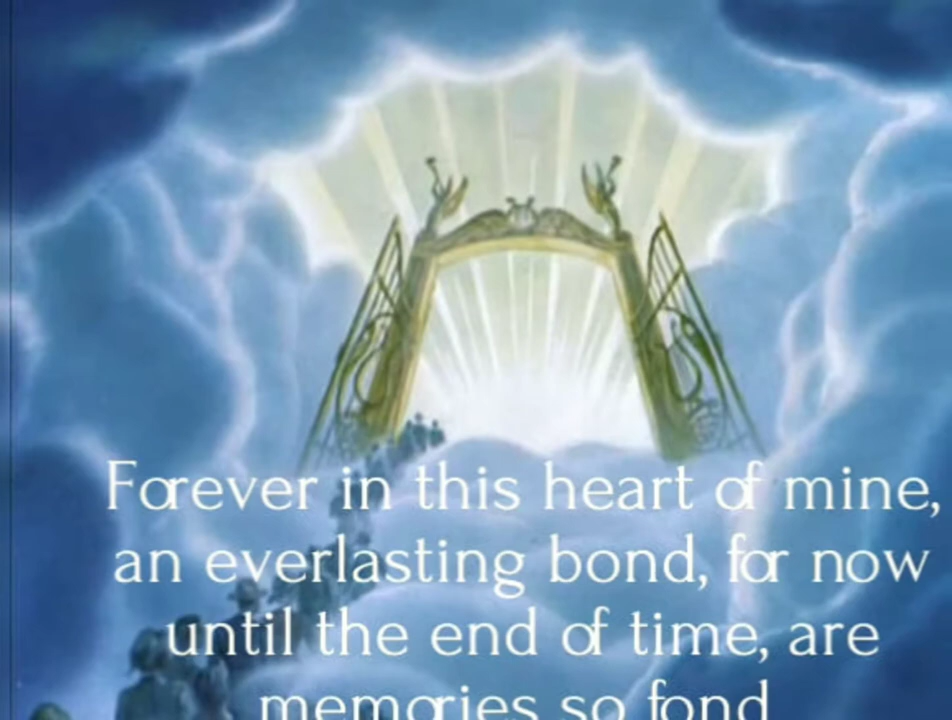 Forever in this heart of mine,
an everlasting bond, for now
until the end of time, are
memories so fond